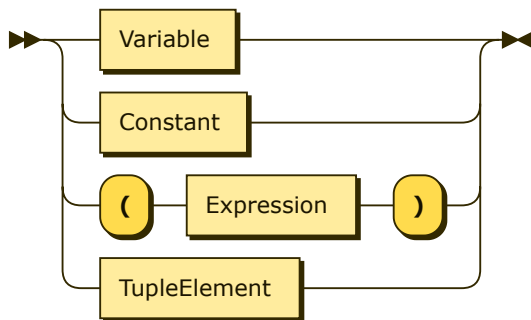 Variable
Constant
( Expression )
TupleElement